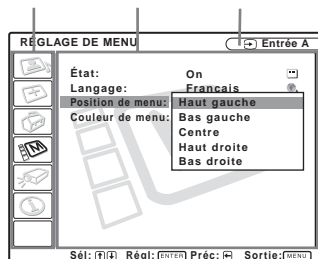 RÉGLAGE DE MENU Entrée A
État: On
Langage: Français
Position de menu: Haut gauche
Couleur de menu: Bas gauche
Centre
Haut droite
Bas droite
Sél: Régl: ENTER Préc: Sortie: MENU